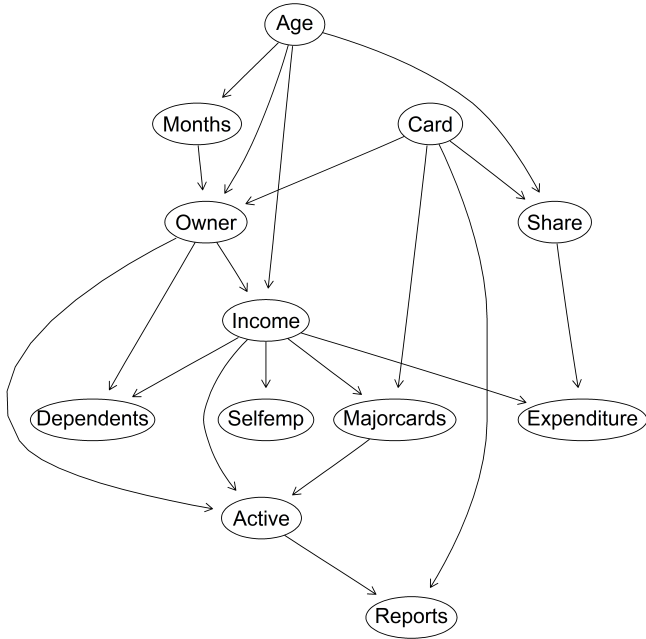 Age
Months
Card
Owner
Share
Income
Dependents
Selfemp
Majorcards
Expenditure
Active
Reports